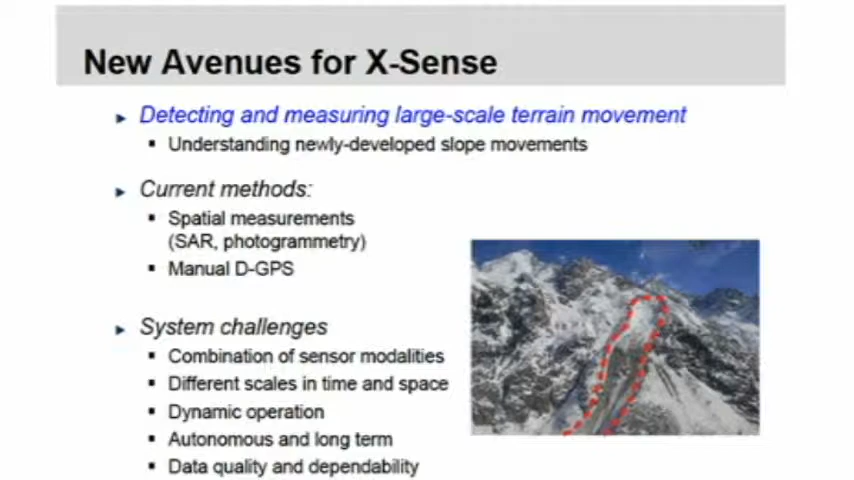 New Avenues for X-Sense
Detecting and measuring large-scale terrain movement
Understanding newly-developed slope movements
Current methods:
Spatial measurements
(SAR, photogrammetry)
Manual D-GPS
System challenges
Combination of sensor modalities
Different scales in time and space
Dynamic operation
Autonomous and long term
Data quality and dependability